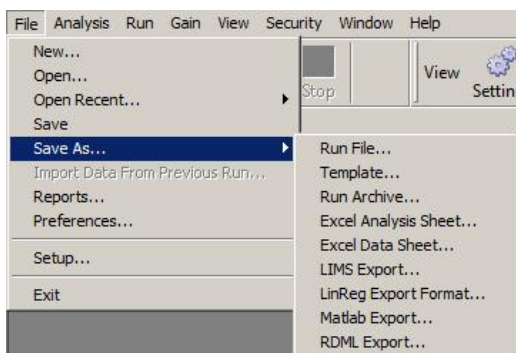 File Analysis Run Gain View Security Window Help
New...
Open...
Open Recent...
Save
Save As...
Import Data From Previous Run...
Reports...
Preferences...
Setup...
Exit
Stop
View
Settin
Run File...
Template...
Run Archive...
Excel Analysis Sheet...
Excel Data Sheet...
LIMS Export...
LinReg Export Format...
Matlab Export...
RDML Export...